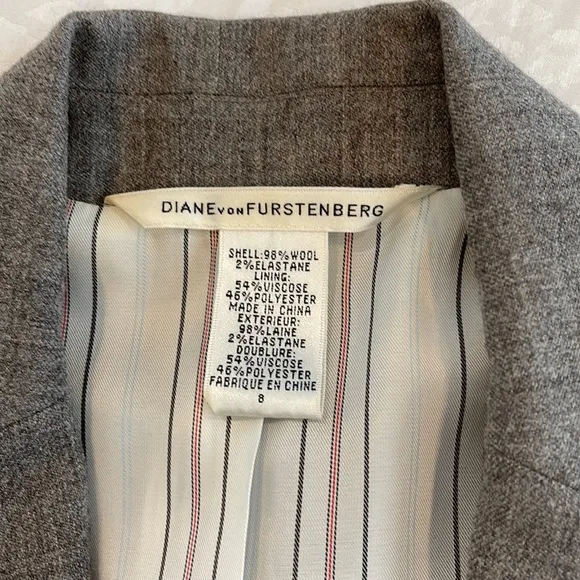 DIANE VON FURSTENBERG
SHELL:98%WOOL
2%ELASTANE
LINING:
54%VISCOSE
46%POLYESTER
MADE IN CHINA
EXTERIEUR:
98%LAINE
2%ELASTANE
DOUBLURE:
54%VISCOSE
46%POLYESTER
FABRIQUE EN CHINE
8